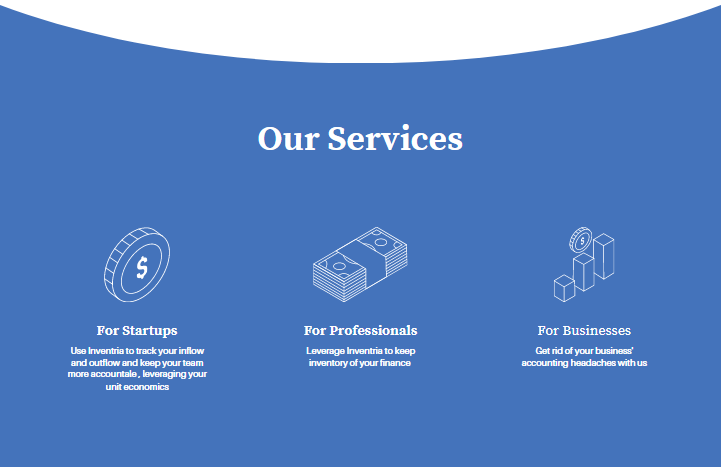 Our Services
$
$
For Startups
Use Inventria to track your inflow
and outflow and keep your team
more accountale , leveraging your
unit economics
For Professionals
Leverage Inventria to keep
inventory of your finance
For Businesses
Get rid of your business'
accounting headaches with us